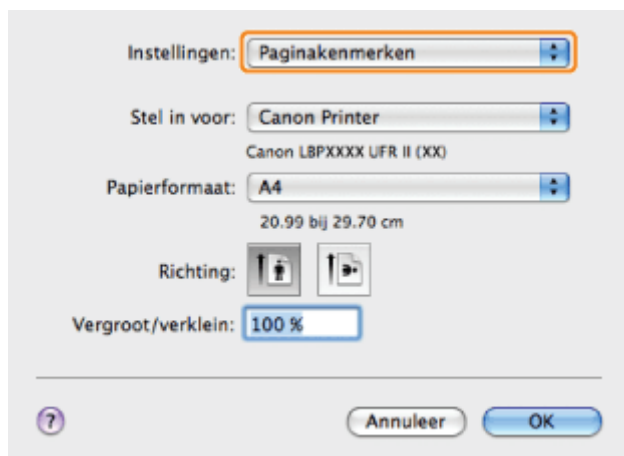 Instellingen: Paginakenmerken
Stel in voor: Canon Printer
Canon LBPXXXX UFR II (XX)
Papierformaat: A4
20.99 bij 29.70 cm
Richting:
Vergroot/verklein: 100 %
? Annuleer OK